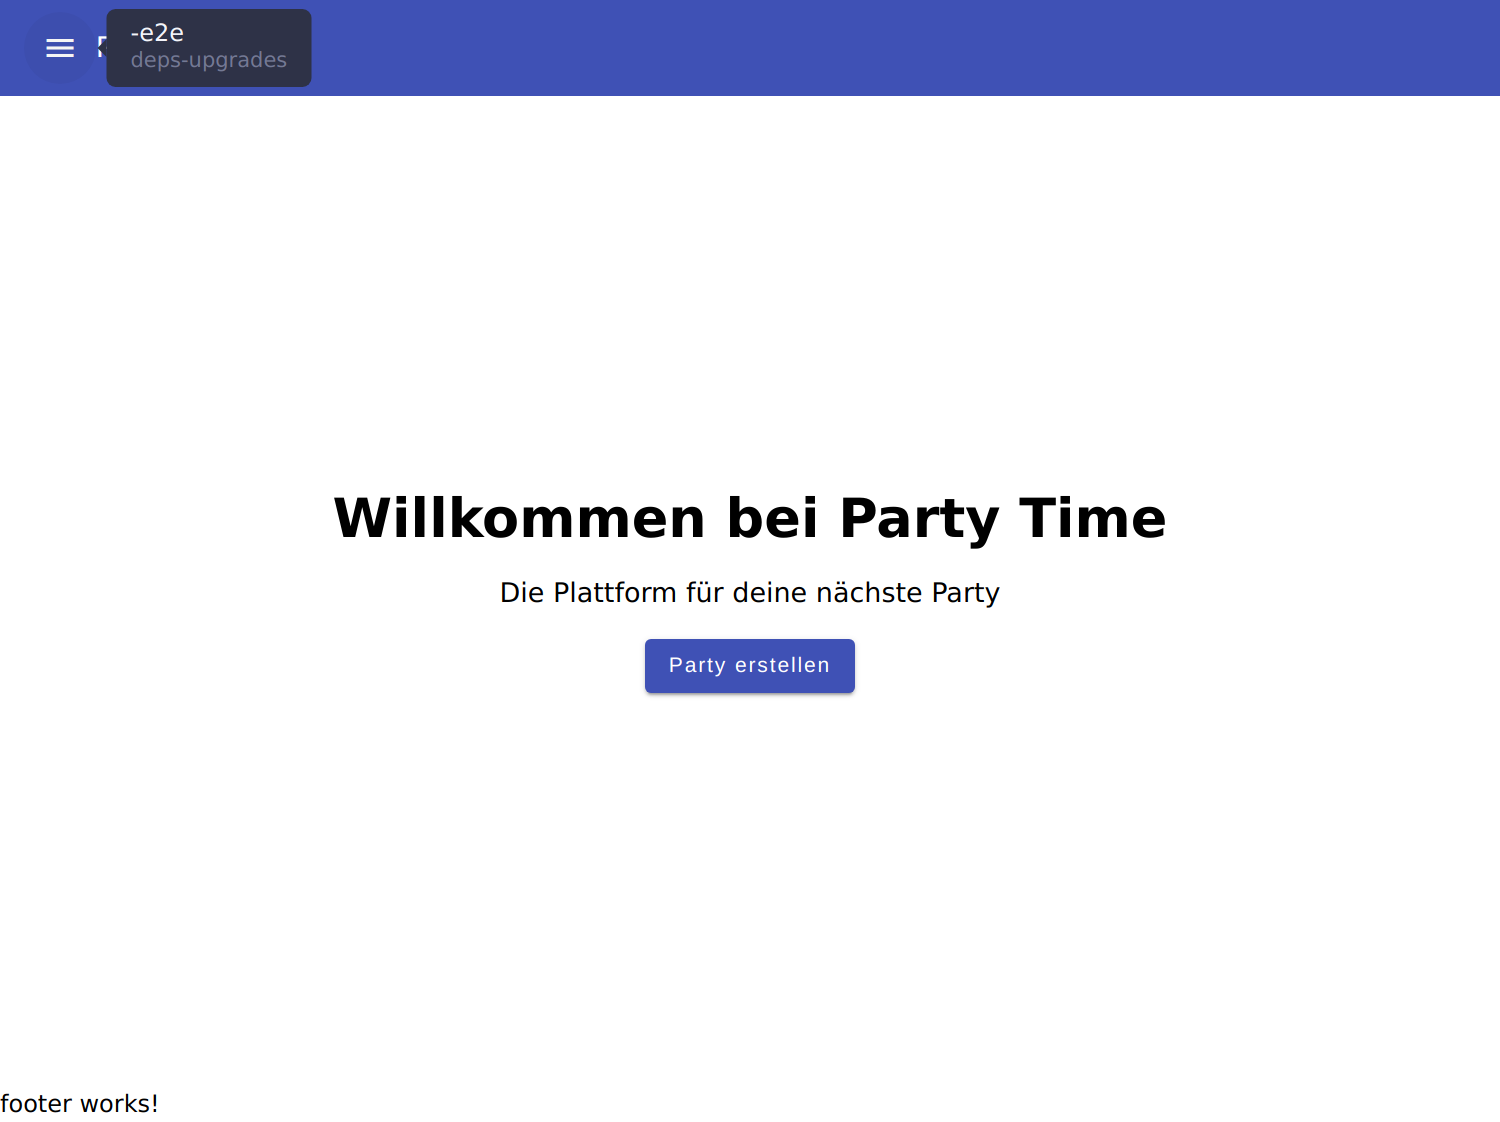 -e2e
deps-upgrades
Willkommen bei Party Time
Die Plattform für deine nächste Party
Party erstellen
footer works!